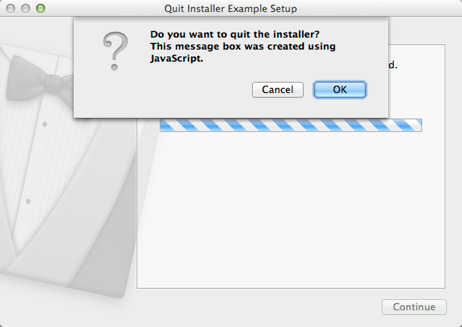 Quit Installer Example Setup
Do you want to quit the installer?
This message box was created using
JavaScript.
d.
Cancel
OK
Continue